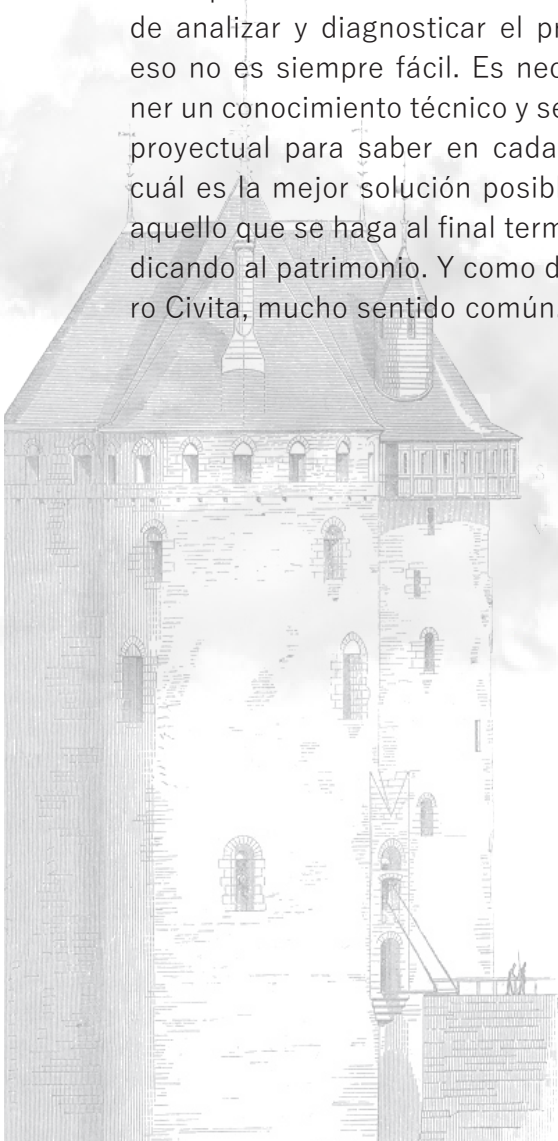 de analizar y diagnosticar el pr
eso no es siempre fácil. Es nec
ner un conocimiento técnico y se
proyectual para saber en cada
cuál es la mejor solución posib
aquello que se haga al final term
dicando al patrimonio. Y como d
ro Civita, mucho sentido común.